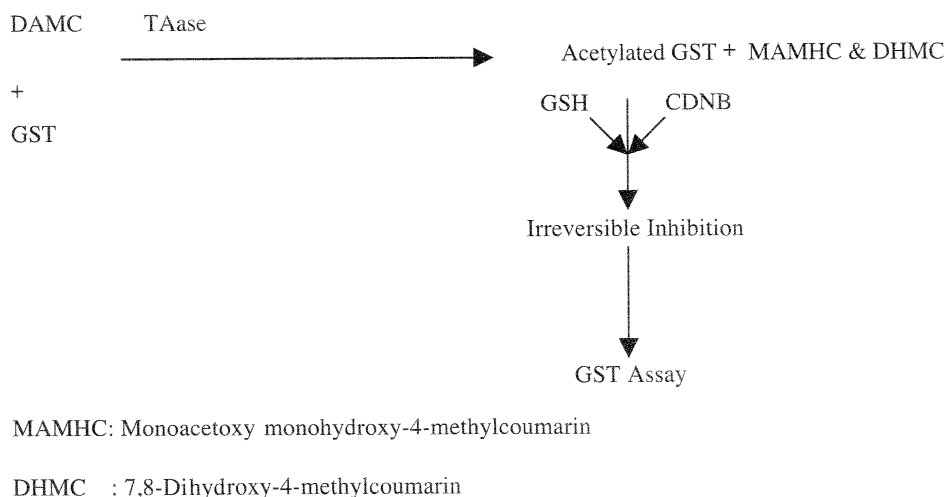 DAMC TAase
Acetylated GST + MAMHC & DHMC
+
GSH CDNB
GST
Irreversible Inhibition
GST Assay
MAMHC: Monoacetoxy monohydroxy-4-methylcoumarin
DHMC : 7,8-Dihydroxy-4-methylcoumarin